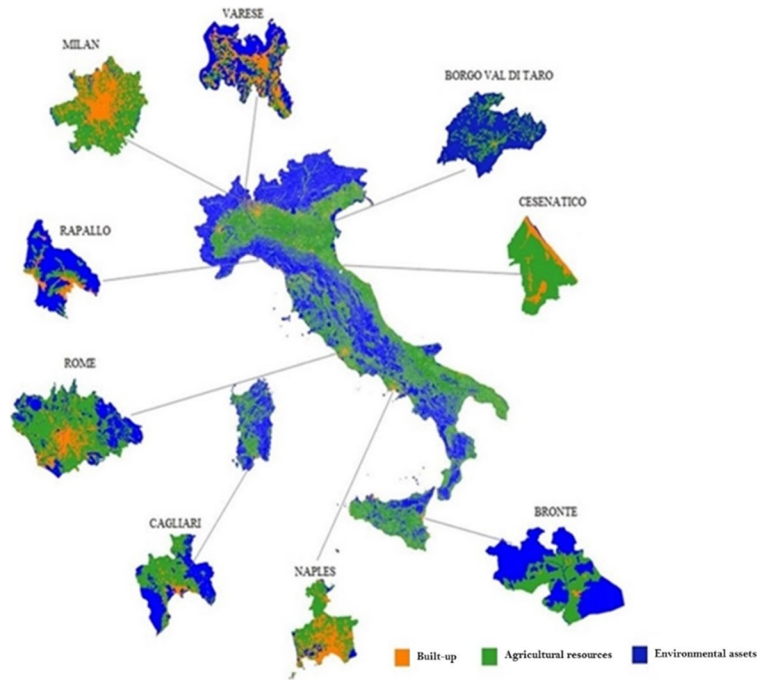 VARESE
MILAN
BORGO VAL DI TARO
CESENATICO
RAPALLO
ROME
CAGLIARI
BRONTE
NAPLES
Built-up
Agricultural resources
Environmental assets